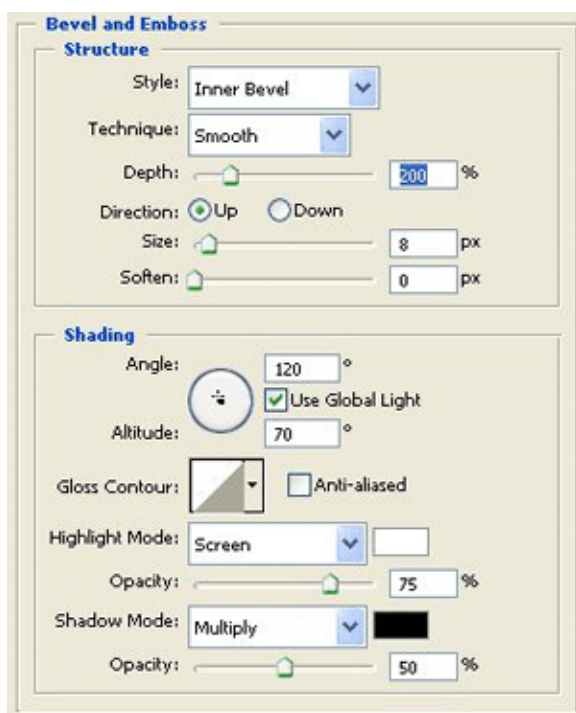 Bevel and Emboss
Structure
Style: Inner Bevel
Technique: Smooth
Depth: 200 %
Direction: Up Down
Size: 8 px
Soften: 0 px
Shading
Angle: 120 °
Use Global Light
Altitude: 70 °
Gloss Contour: Anti-aliased
Highlight Mode: Screen
Opacity: 75 %
Shadow Mode: Multiply
Opacity: 50 %